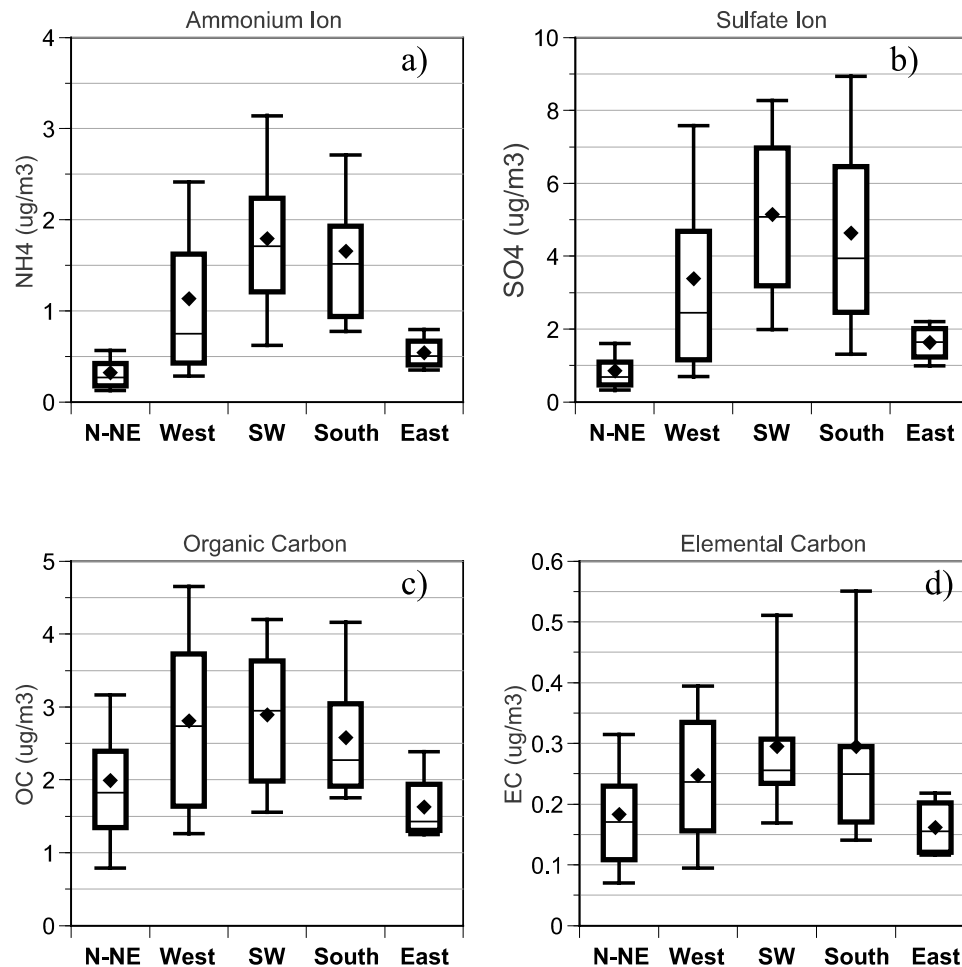 Ammonium Ion
a)
NH4 (ug/m3)
4
3
2
1
0
N-NE West SW South East
Sulfate Ion
b)
SO4 (ug/m3)
10
8
6
4
2
0
N-NE West SW South East
Organic Carbon
c)
OC (ug/m3)
5
4
3
2
1
0
N-NE West SW South East
Elemental Carbon
d)
EC (ug/m3)
0.6
0.5
0.4
0.3
0.2
0.1
0
N-NE West SW South East